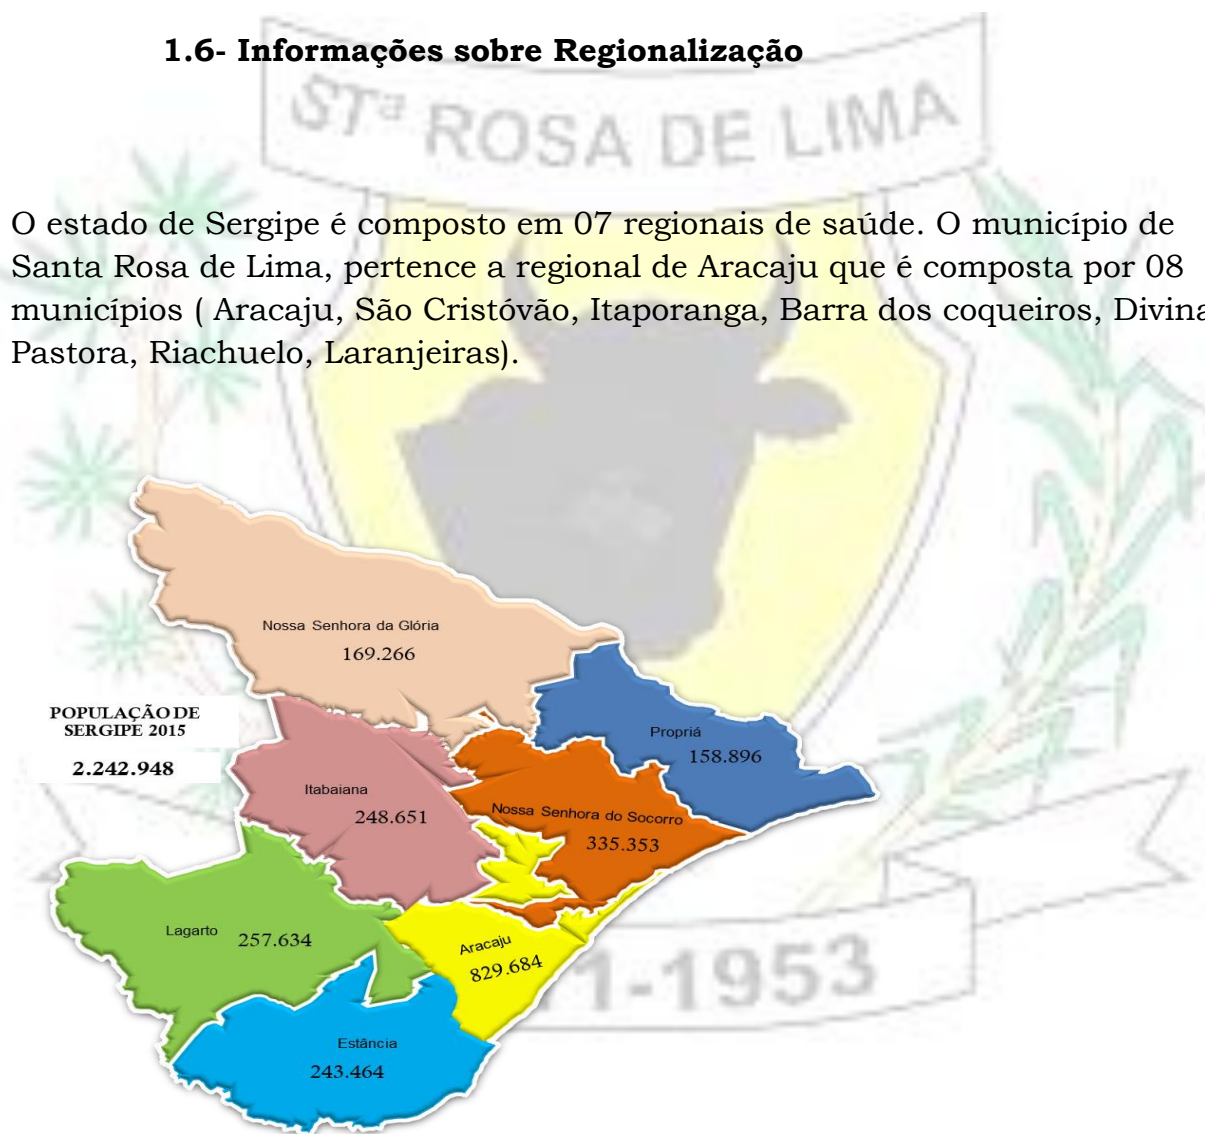 1.6- Informações sobre Regionalização
STª ROSA DE LIMA
O estado de Sergipe é composto em 07 regionais de saúde. O município de
Santa Rosa de Lima, pertence a regional de Aracaju que é composta por 08
municípios ( Aracaju, São Cristóvão, Itaporanga, Barra dos coqueiros, Divina
Pastora, Riachuelo, Laranjeiras).
Nossa Senhora da Glória
169.266
POPULAÇÃO DE
SERGIPE 2015
2.242.948
Propriá
158.896
Itabaiana
248.651
Nossa Senhora do Socorro
335.353
Lagarto
257.634
Aracaju
829.684
1-1953
Estância
243.464